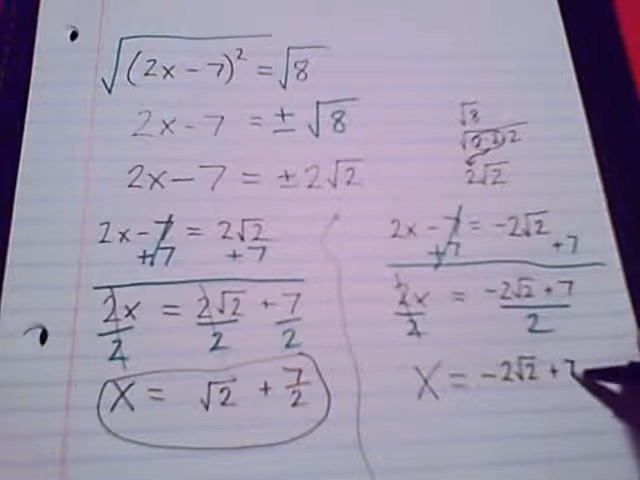 √(2x - 7)² = √8
2x - 7 = ± √8
2x - 7 = ± 2√2
√8
√(2·2)2
2√2
2x - 7 = 2√2
+7 +7
2x = 2√2 + 7
2 2 2
x = √2 + 7/2
2x - 7 = -2√2
+7 +7
2x = -2√2 + 7
2 2
x = -2√2 + 7